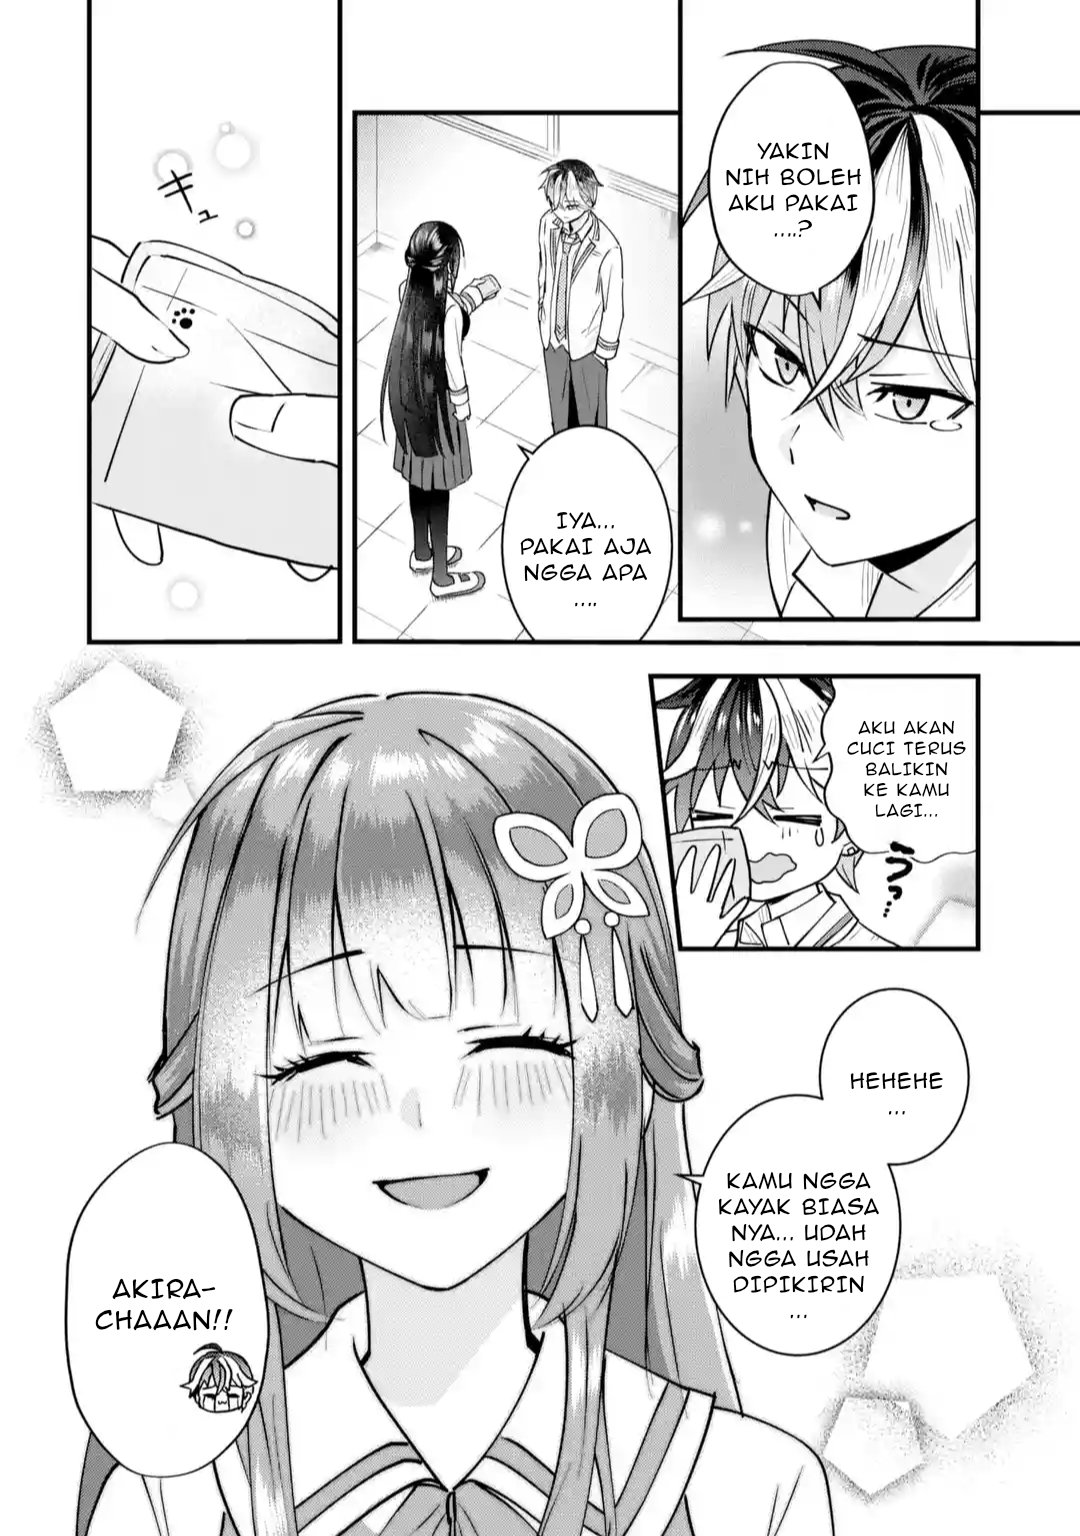 YAKIN
NIH BOLEH
AKU PAKAI
....?
IYA...
PAKAI AJA
NGGA APA
....
キュ
AKU AKAN
CUCI TERUS
BALIKIN
KE KAMU
LAGI...
うっ…
HEHEHE
...
KAMU NGGA
KAYAK BIASA
NYA... UDAH
NGGA USAH
DIPIKIRIN
...
AKIRA-
CHAAAN!!